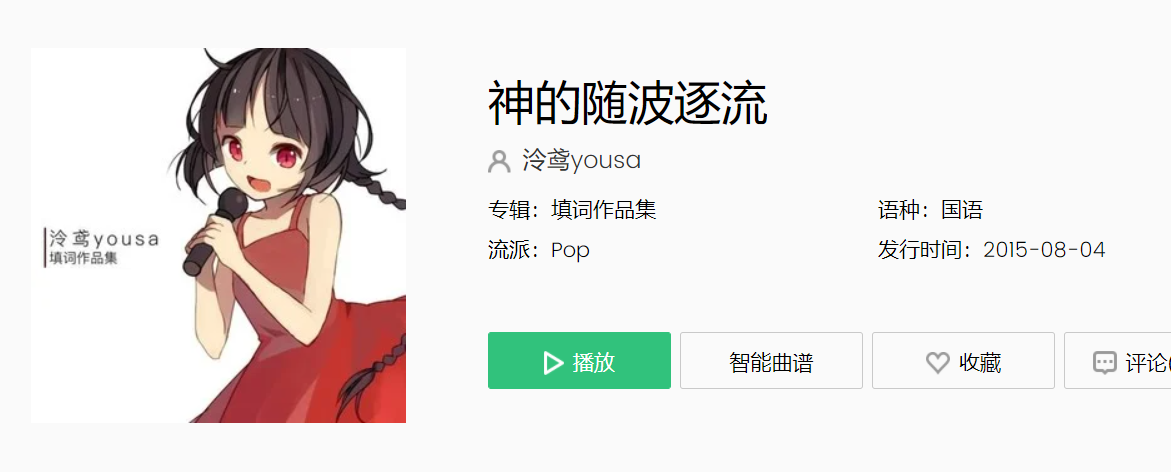 泠鸢yousa
填词作品集
神的随波逐流
泠鸢yousa
专辑：填词作品集
语种：国语
流派：Pop
发行时间：2015-08-04
播放
智能曲谱
收藏
评论(